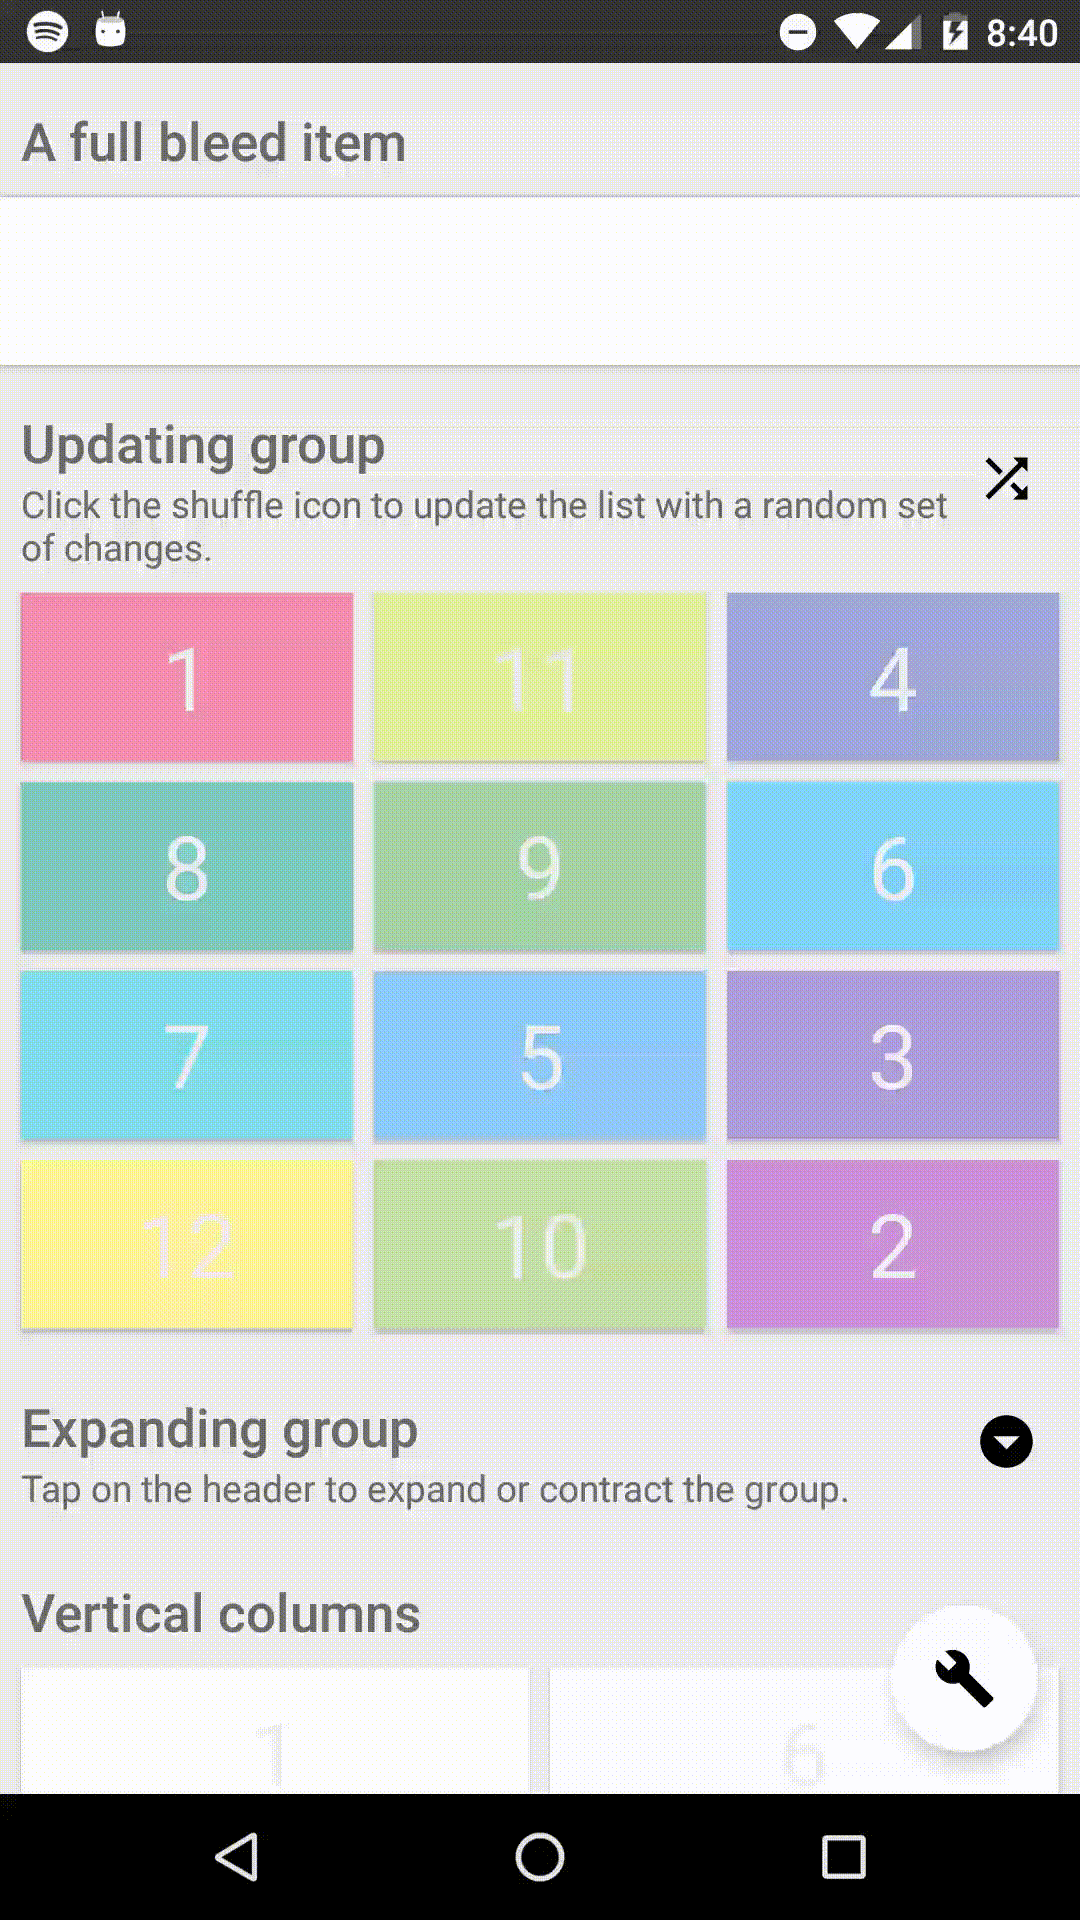 8:40
A full bleed item
Updating group
Click the shuffle icon to update the list with a random set
of changes.
1 11 4
8 9 6
7 5 3
12 10 2
Expanding group
Tap on the header to expand or contract the group.
Vertical columns
1 6